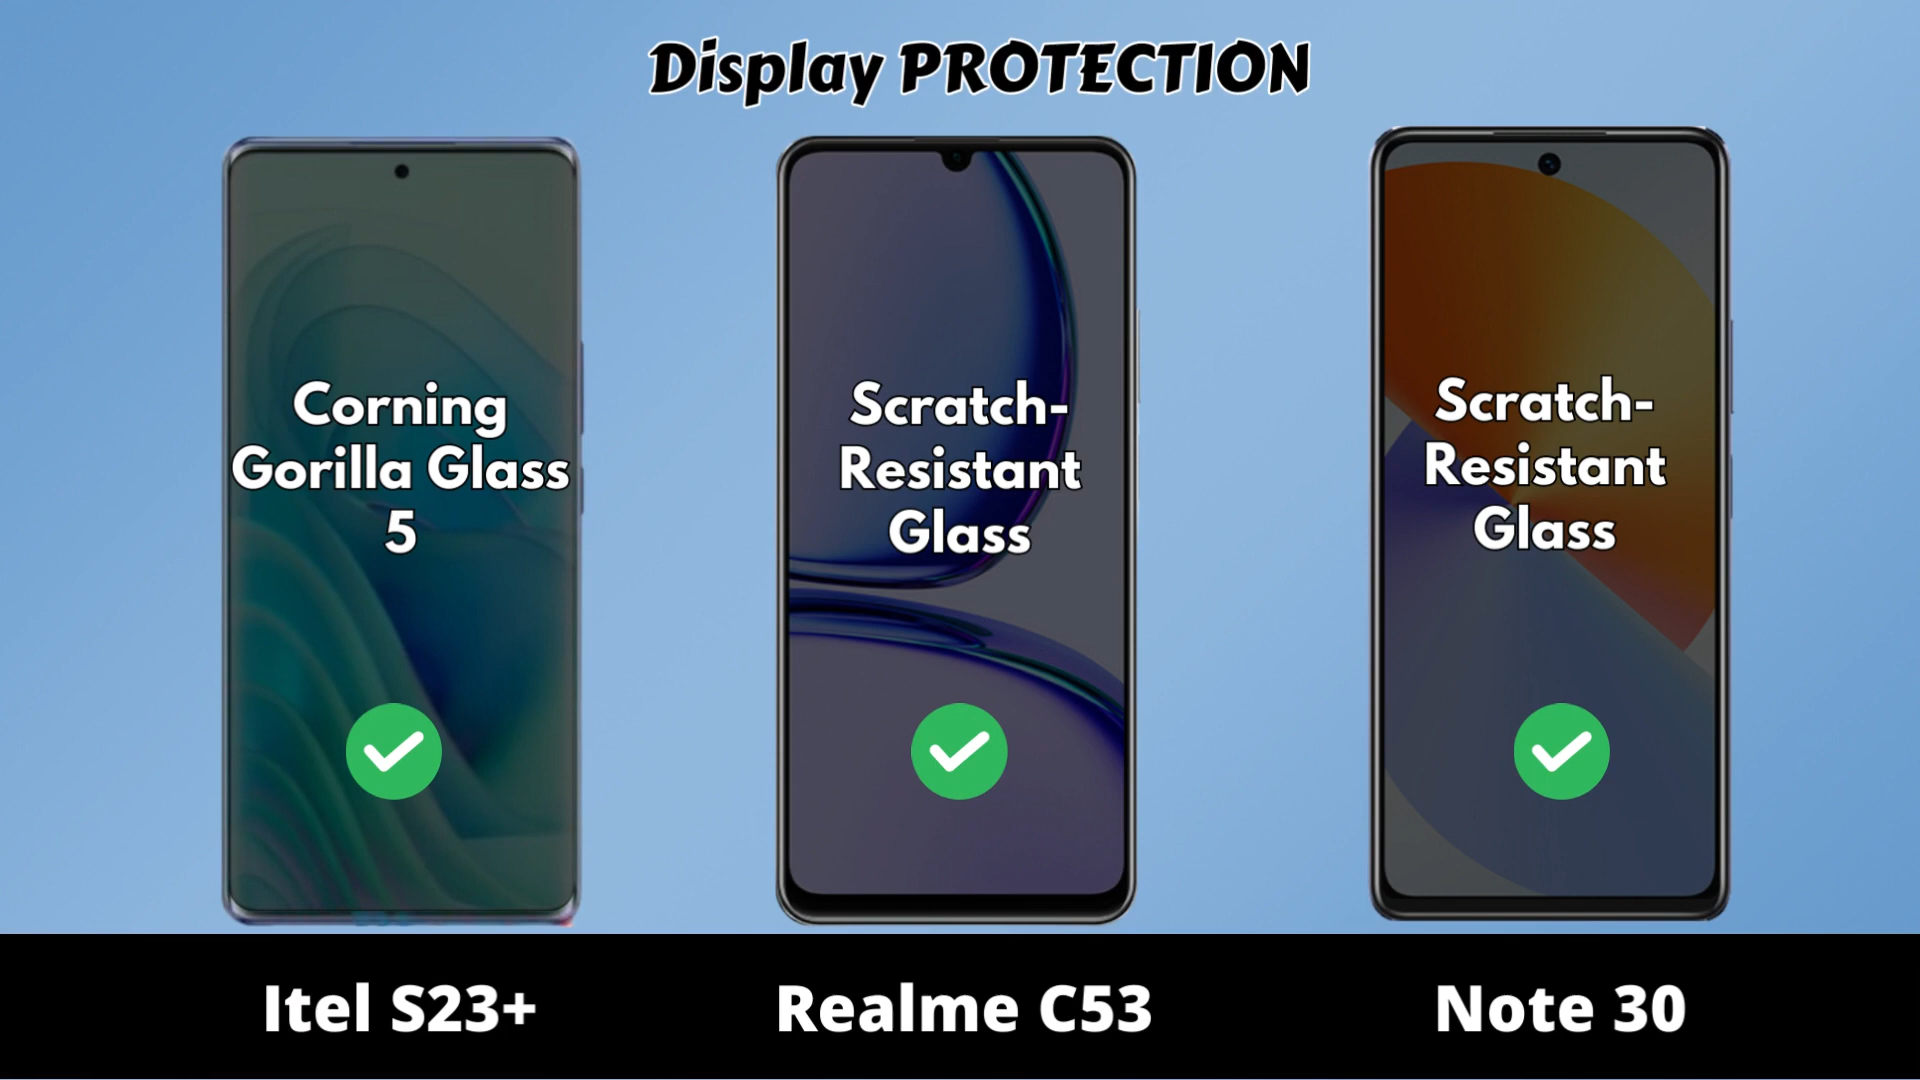 Display PROTECTION
Corning
Gorilla Glass
5
Scratch-
Resistant
Glass
Scratch-
Resistant
Glass
Itel S23+
Realme C53
Note 30